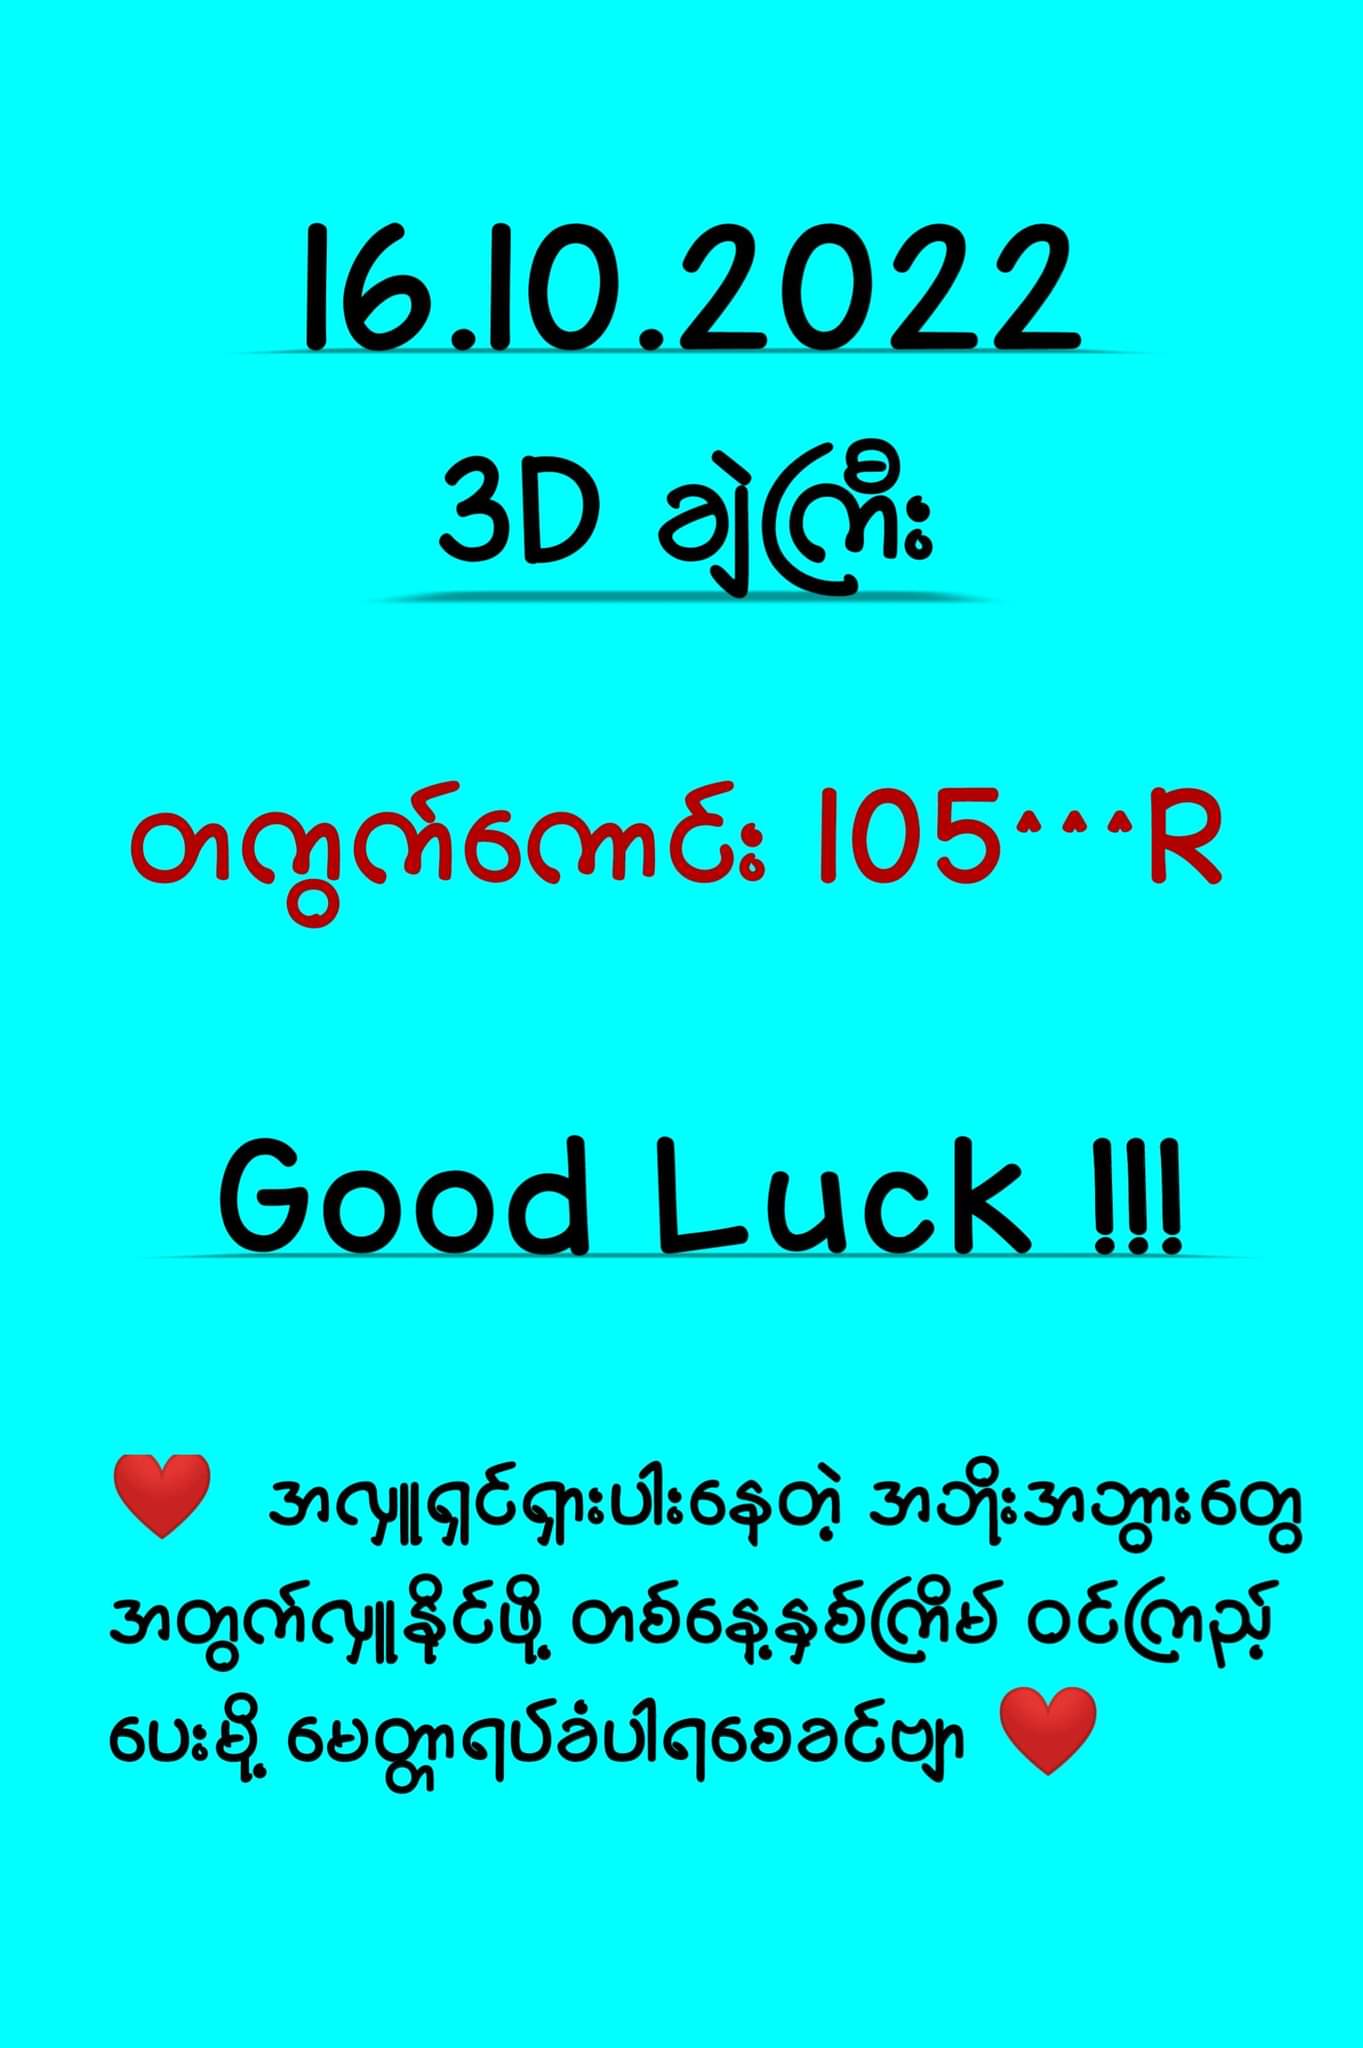 16.10.2022
3D ချဲကြီး
တကွက်ကောင်း 105^^^R
Good Luck !!!
❤️ အလှူရှင်ရှားပါးနေတဲ့ အဘိုးအဘွားတွေ
အတွက်လှူနိုင်ဖို့ တစ်နေ့နှစ်ကြိမ် ဝင်ကြည့်
ပေးဖို့ မေတ္တာရပ်ခံပါရစေခင်ဗျာ ❤️